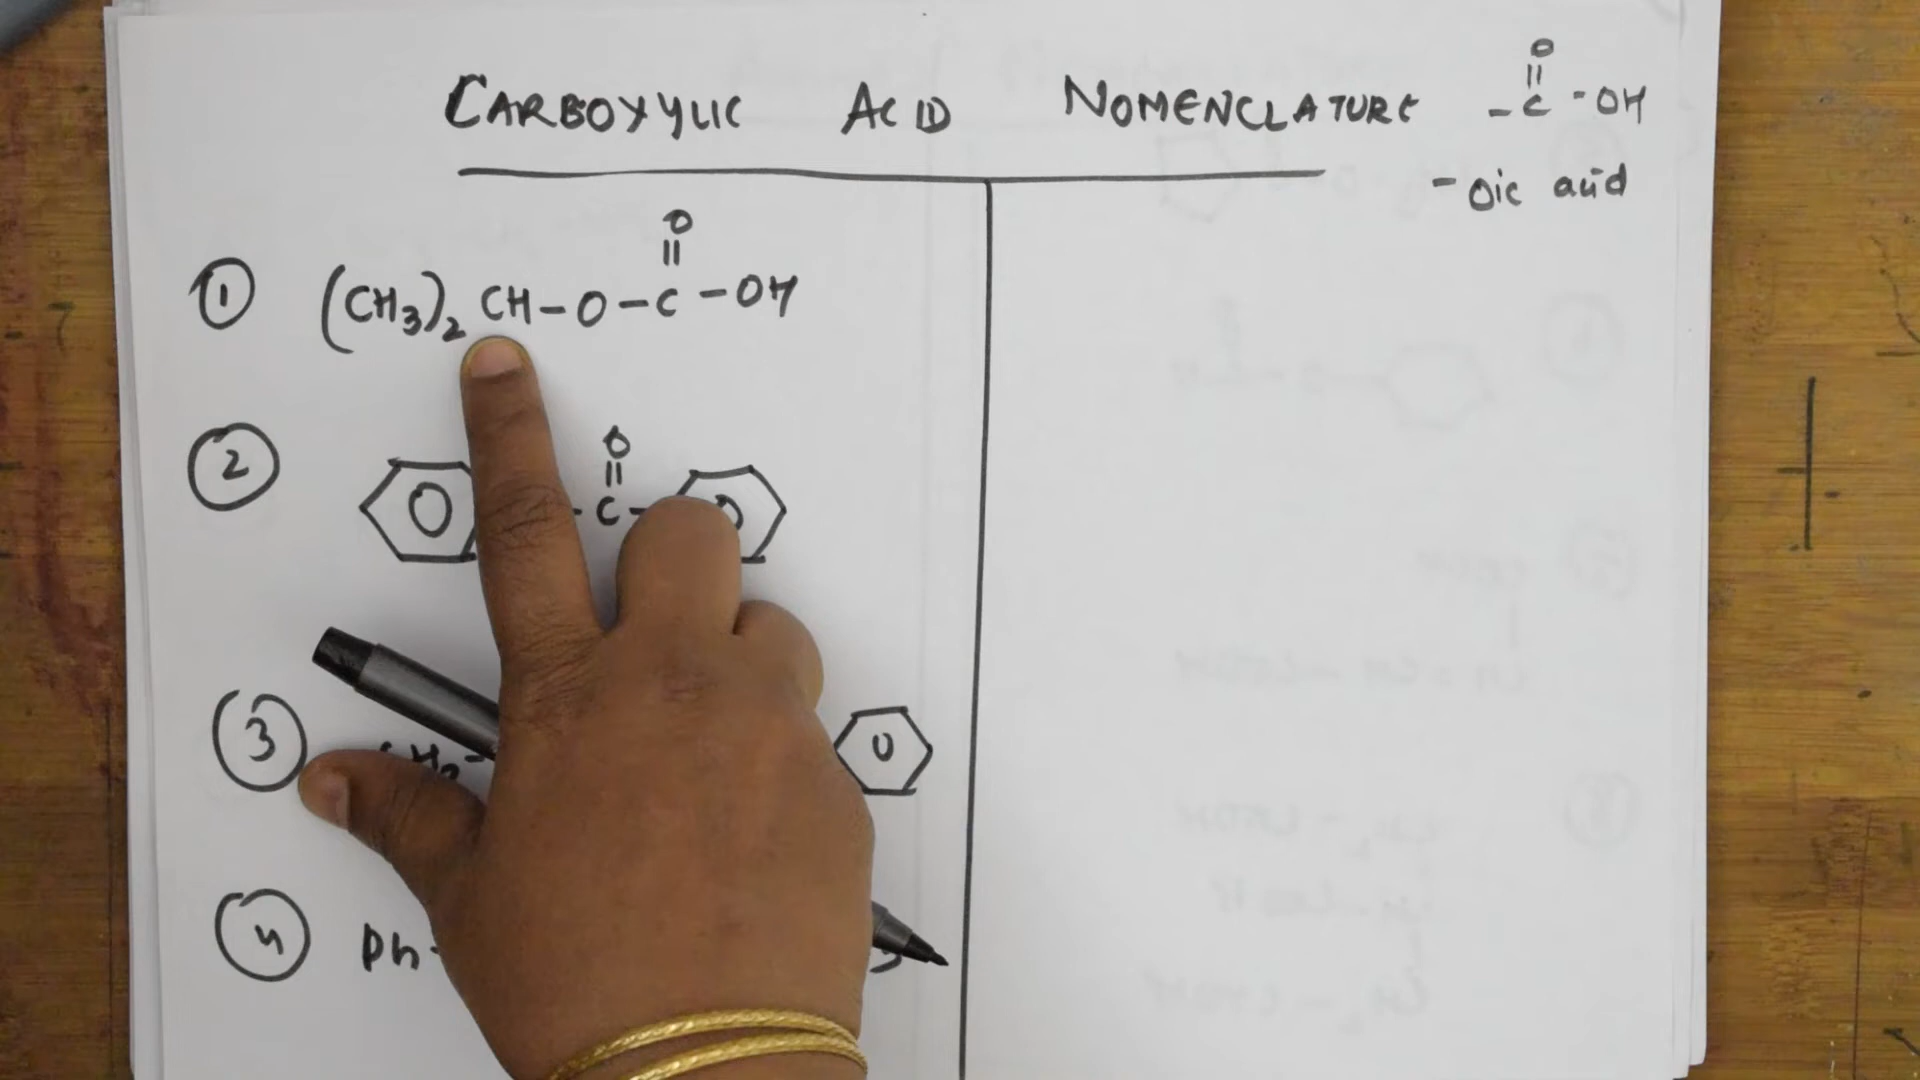 CARBOXYLIC ACID NOMENCLATURE
O
||
-C-OH
-oic acid
O
||
① (CH₃)₂ CH-O-C-OH
②
O
||
-C-
③
④ Ph-